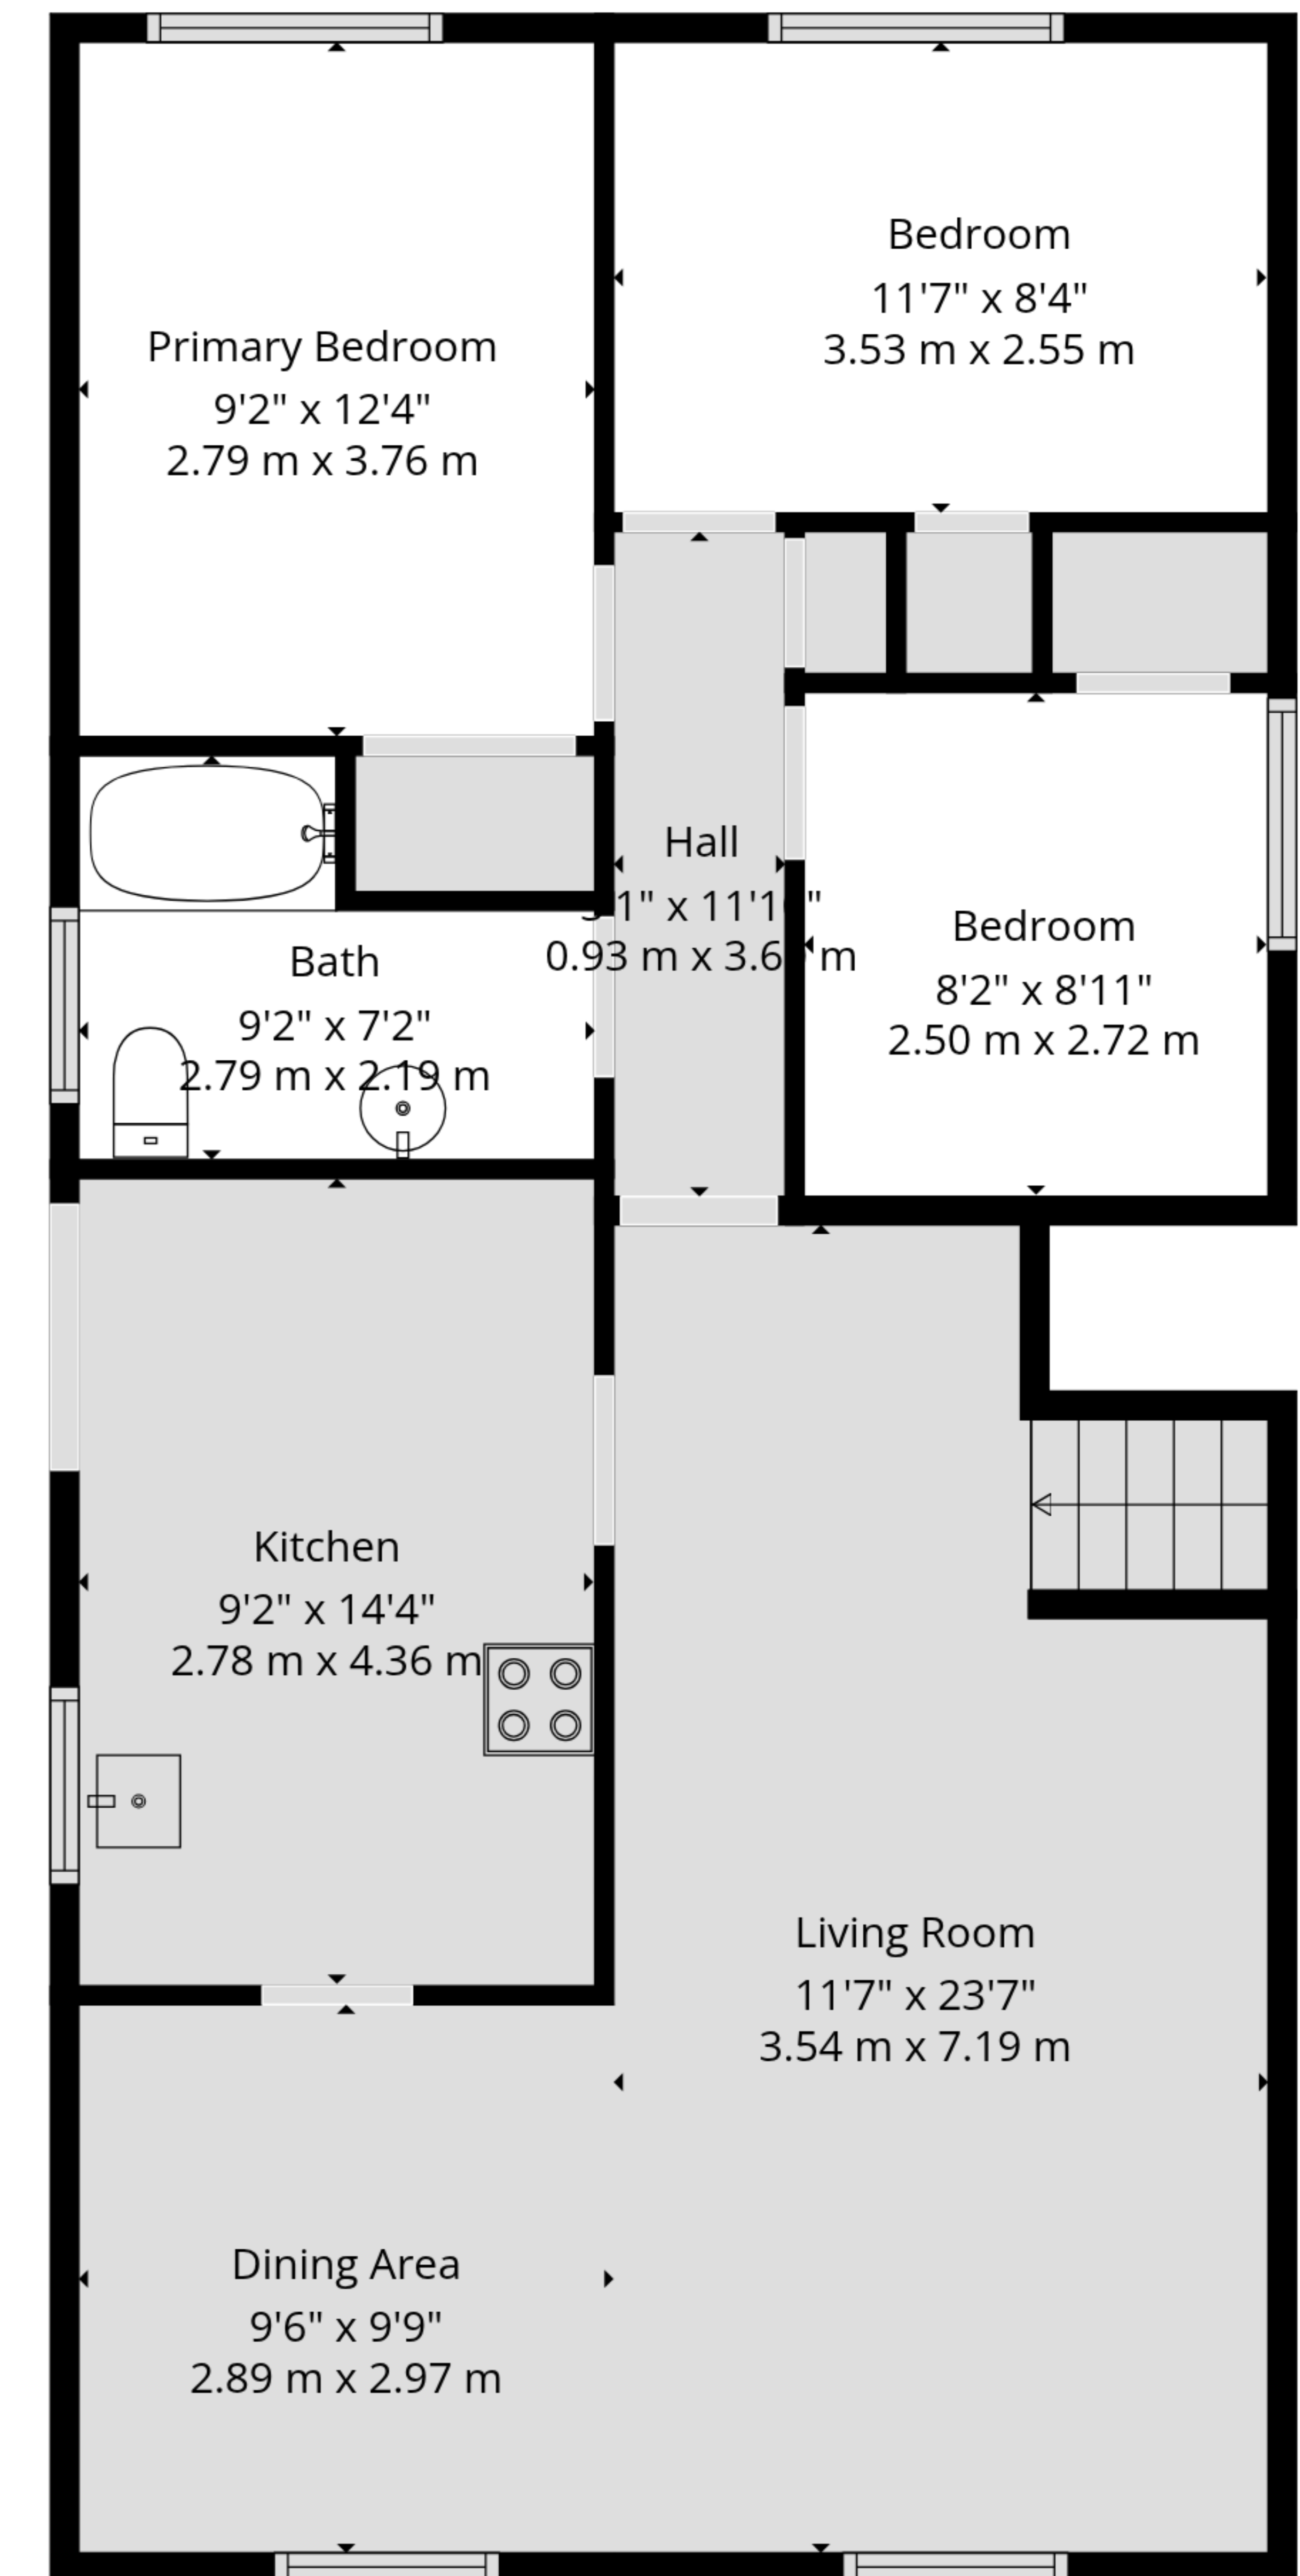 Bedroom
11'7" x 8'4"
3.53 m x 2.55 m
Primary Bedroom
9'2" x 12'4"
2.79 m x 3.76 m
Hall
x
0.93 m x m
Bedroom
8'2" x 8'11"
2.50 m x 2.72 m
Bath
9'2" x 7'2"
2.79 m x 2.19 m
Kitchen
9'2" x 14'4"
2.78 m x 4.36 m
Living Room
11'7" x 23'7"
3.54 m x 7.19 m
Dining Area
9'6" x 9'9"
2.89 m x 2.97 m